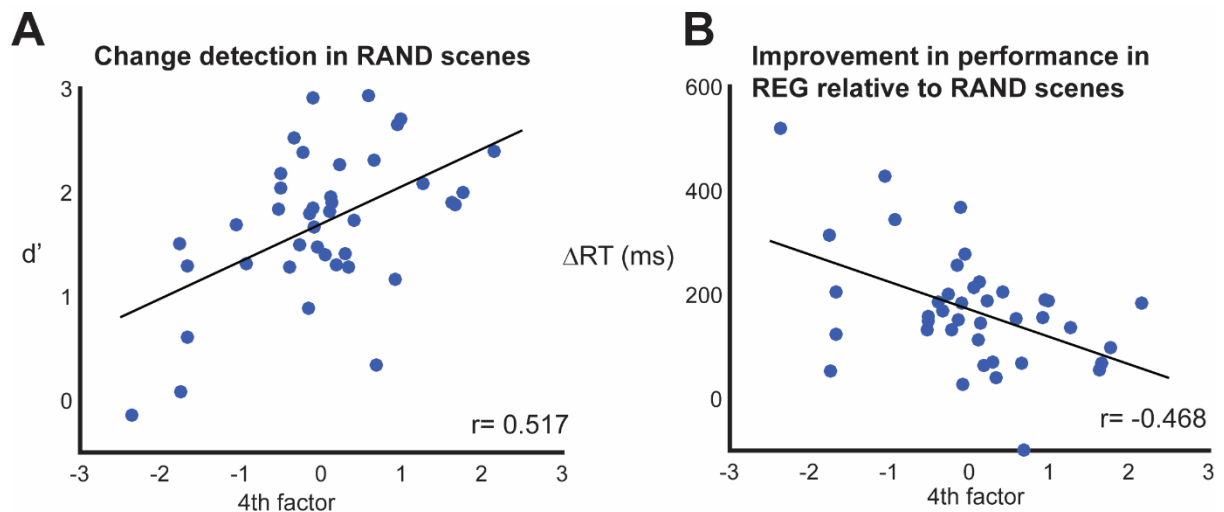 A
Change detection in RAND scenes
3
2
d'
1
0
r= 0.517
-3 -2 -1 0 1 2 3
4th factor
B
Improvement in performance in
REG relative to RAND scenes
600
400
ΔRT (ms)
200
0
r= -0.468
-3 -2 -1 0 1 2 3
4th factor